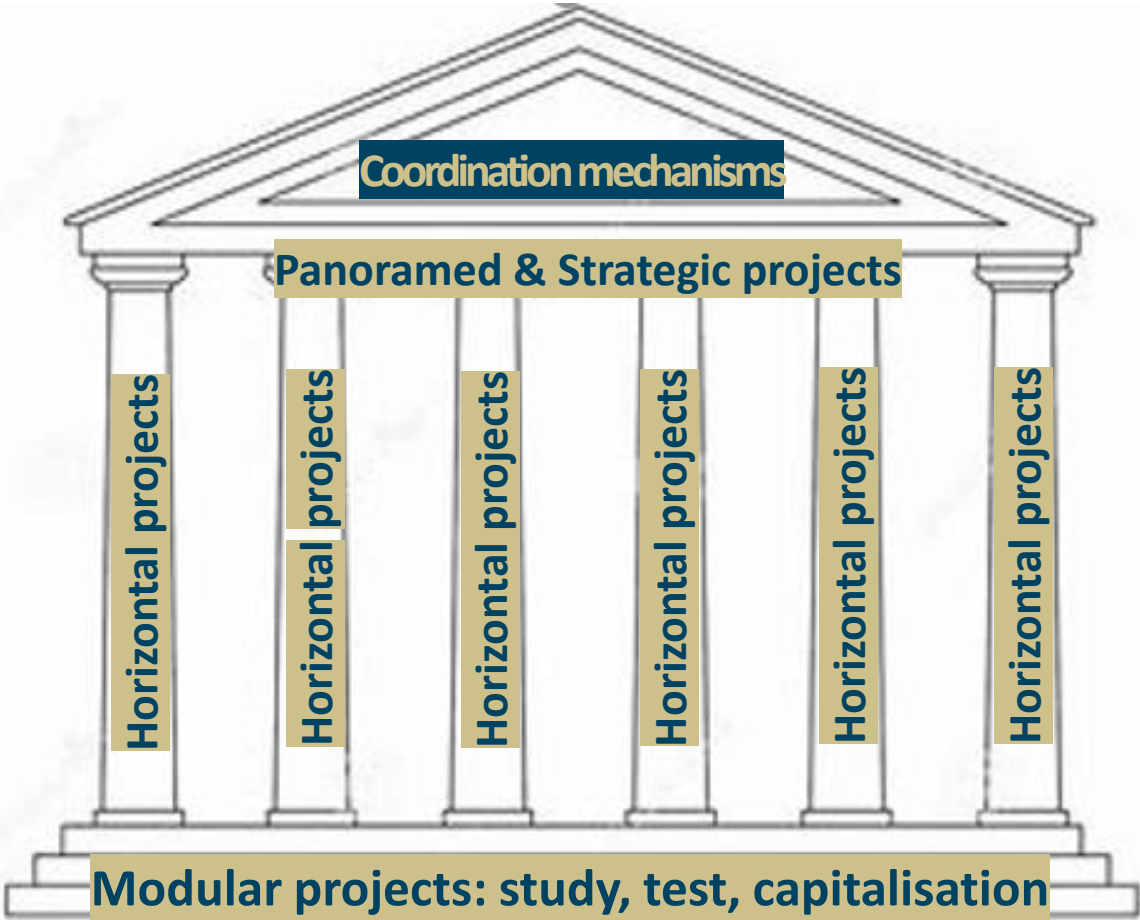 Coordination mechanisms
Panoramed & Strategic projects
Horizontal projects
Horizontal projects
Horizontal projects
Horizontal projects
Horizontal projects
Horizontal projects
Modular projects: study, test, capitalisation